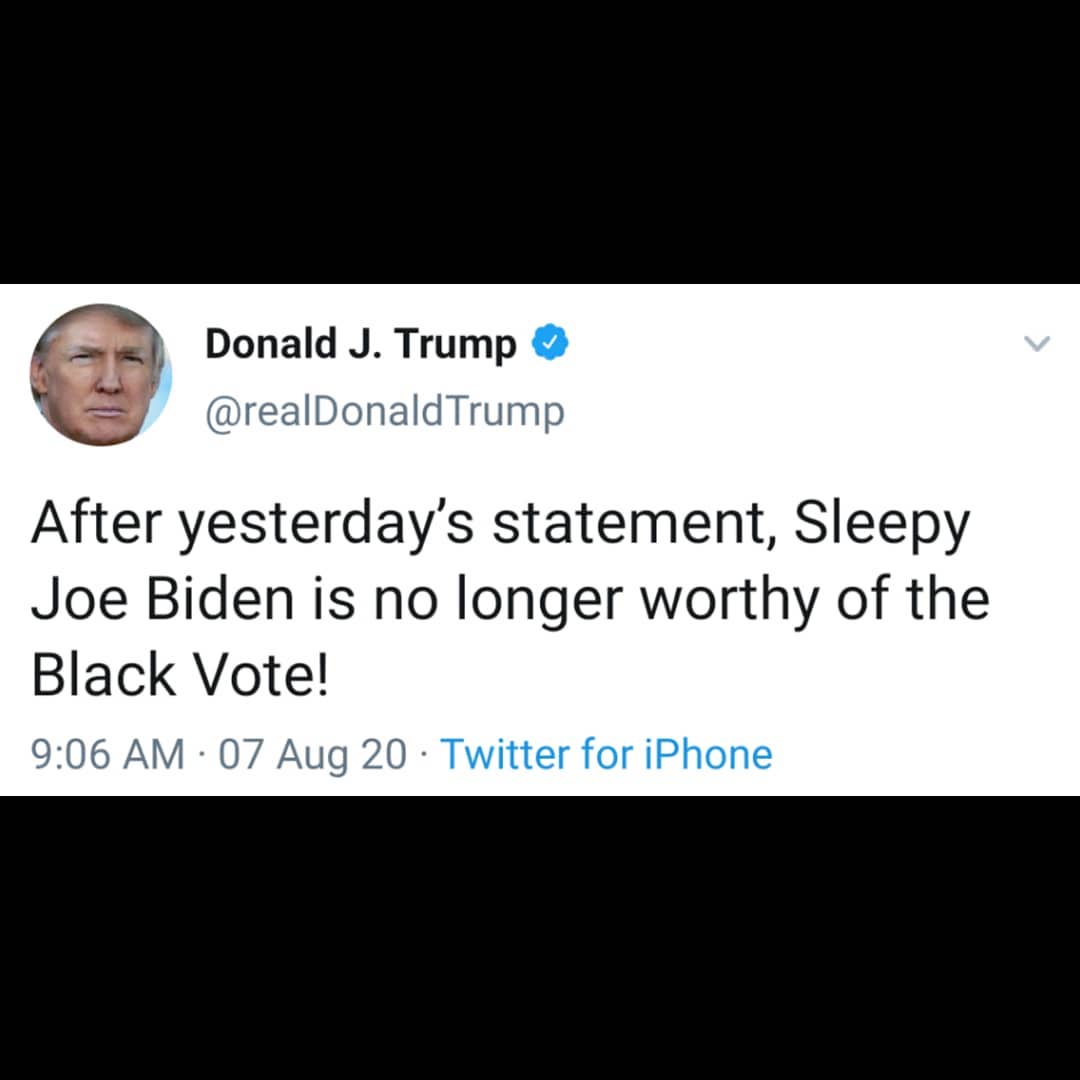 Donald J. Trump
@realDonaldTrump
After yesterday’s statement, Sleepy
Joe Biden is no longer worthy of the
Black Vote!
9:06 AM · 07 Aug 20 · Twitter for iPhone